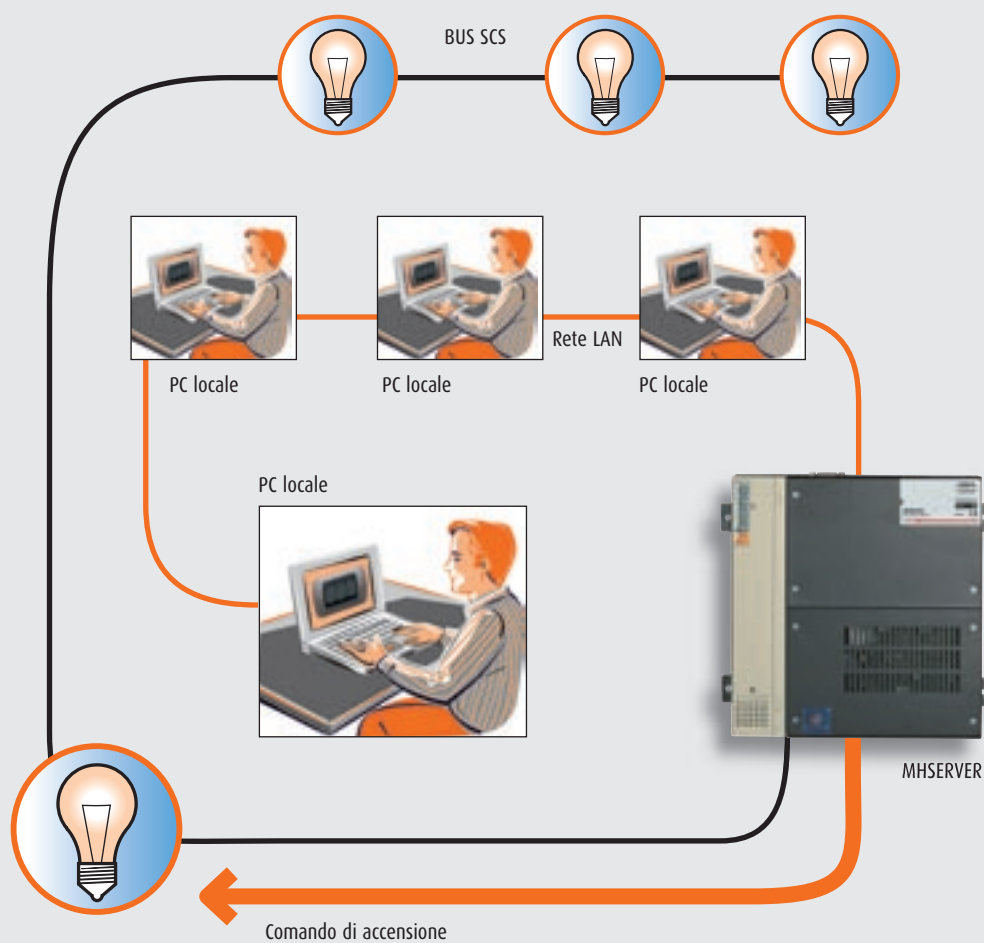 BUS SCS
Rete LAN
PC locale
PC locale
PC locale
PC locale
MHSERVER
Comando di accensione